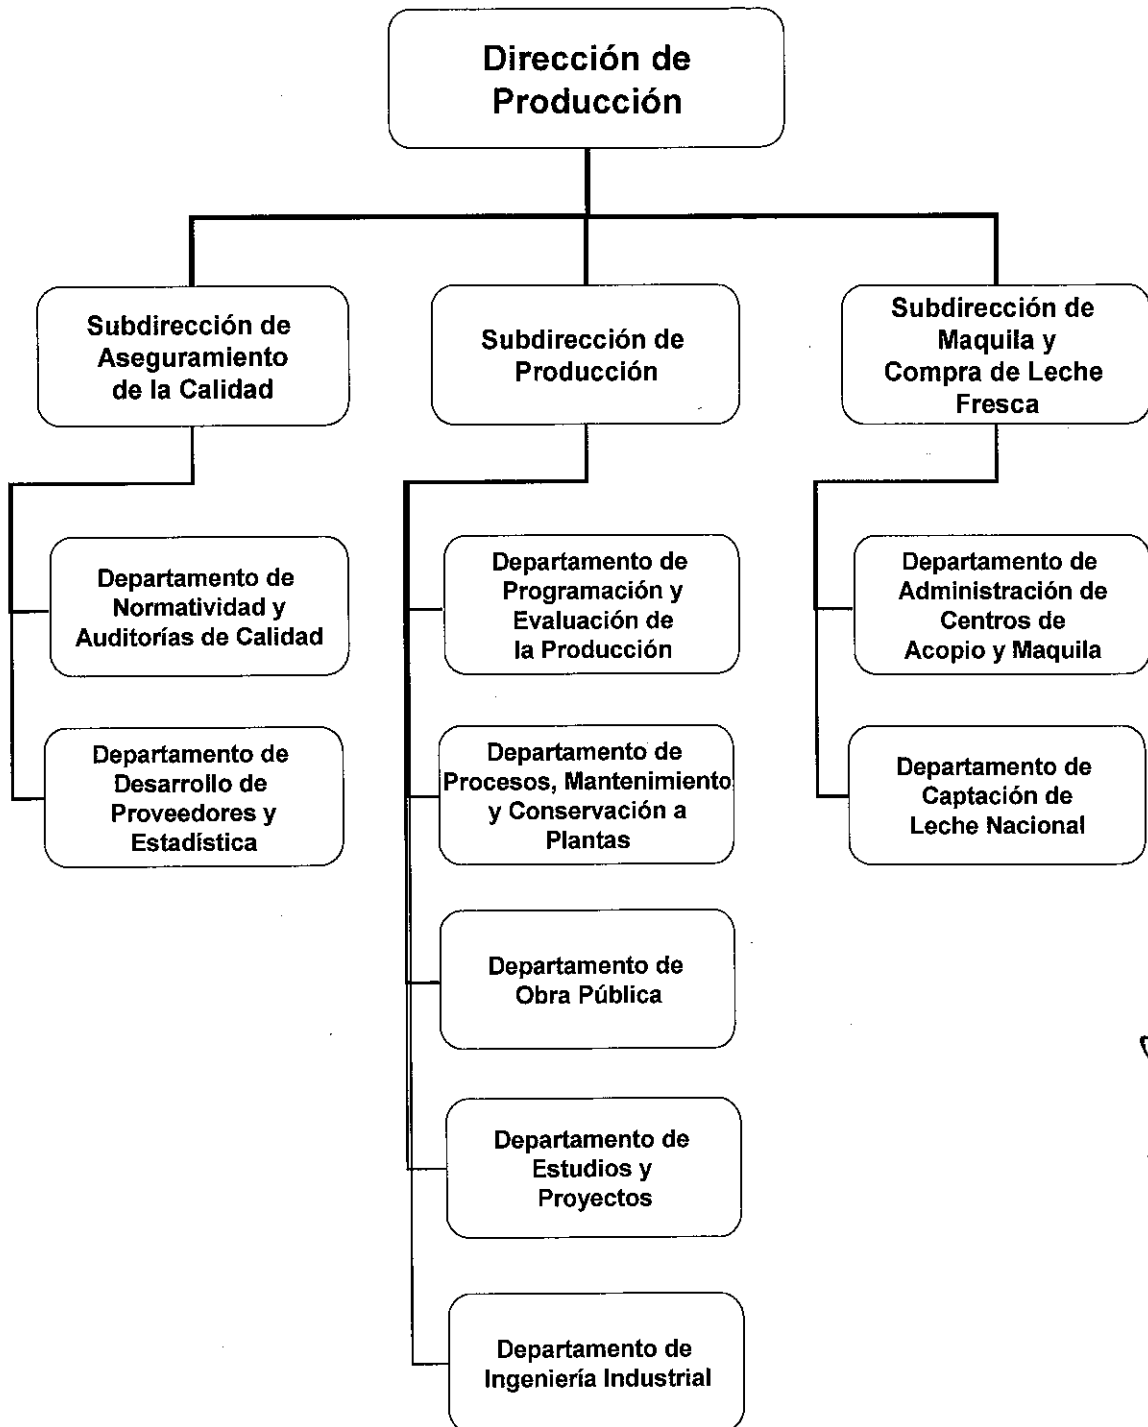 Dirección de
Producción
Subdirección de
Aseguramiento
de la Calidad
Subdirección de
Producción
Subdirección de
Maquila y
Compra de Leche
Fresca
Departamento de
Normatividad y
Auditorías de Calidad
Departamento de
Desarrollo de
Proveedores y
Estadística
Departamento de
Programación y
Evaluación de
la Producción
Departamento de
Procesos, Mantenimiento
y Conservación a
Plantas
Departamento de
Obra Pública
Departamento de
Estudios y
Proyectos
Departamento de
Ingeniería Industrial
Departamento de
Administración de
Centros de
Acopio y Maquila
Departamento de
Captación de
Leche Nacional